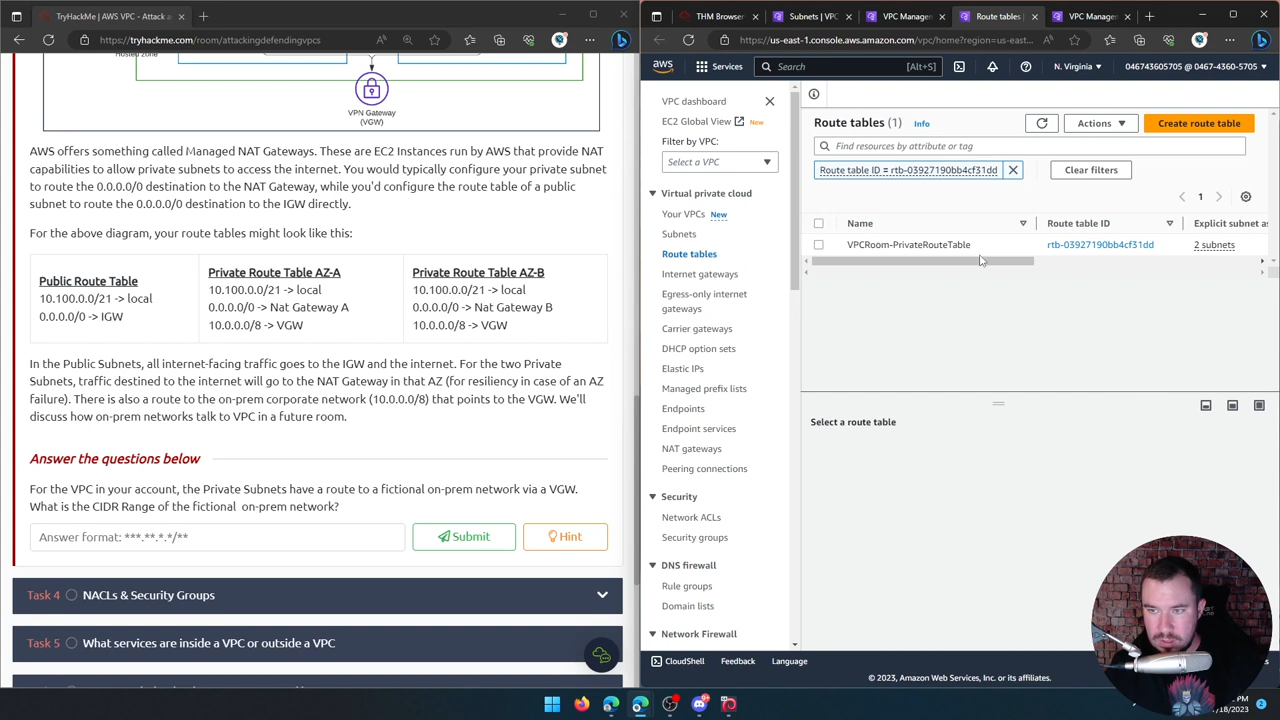 TryHackMe | AWS VPC - Attack a
https://tryhackme.com/room/attackingdefendingvpcs
VPN Gateway
(VGW)
AWS offers something called Managed NAT Gateways. These are EC2 Instances run by AWS that provide NAT
capabilities to allow private subnets to access the internet. You would typically configure your private subnet
to route the 0.0.0.0/0 destination to the NAT Gateway, while you'd configure the route table of a public
subnet to route the 0.0.0.0/0 destination to the IGW directly.
For the above diagram, your route tables might look like this:
Public Route Table
10.100.0.0/21 -> local
0.0.0.0/0 -> IGW
Private Route Table AZ-A
10.100.0.0/21 -> local
0.0.0.0/0 -> Nat Gateway A
10.0.0.0/8 -> VGW
Private Route Table AZ-B
10.100.0.0/21 -> local
0.0.0.0/0 -> Nat Gateway B
10.0.0.0/8 -> VGW
In the Public Subnets, all internet-facing traffic goes to the IGW and the internet. For the two Private
Subnets, traffic destined to the internet will go to the NAT Gateway in that AZ (for resiliency in case of an AZ
failure). There is also a route to the on-prem corporate network (10.0.0.0/8) that points to the VGW. We'll
discuss how on-prem networks talk to VPC in a future room.
Answer the questions below
For the VPC in your account, the Private Subnets have a route to a fictional on-prem network via a VGW.
What is the CIDR Range of the fictional on-prem network?
Answer format: ***.**.*.*/**
Submit
Hint
Task 4 NACLs & Security Groups
Task 5 What services are inside a VPC or outside a VPC
THM Browser
Subnets | VPC
VPC Manager
Route tables
VPC Manager
https://us-east-1.console.aws.amazon.com/vpc/home?region=us-east...
aws
Services
Search
[Alt+S]
N. Virginia
046743605705 @ 0467-4360-5705
VPC dashboard
EC2 Global View New
Filter by VPC:
Select a VPC
Virtual private cloud
Your VPCs New
Subnets
Route tables
Internet gateways
Egress-only internet
gateways
Carrier gateways
DHCP option sets
Elastic IPs
Managed prefix lists
Endpoints
Endpoint services
NAT gateways
Peering connections
Security
Network ACLs
Security groups
DNS firewall
Rule groups
Domain lists
Network Firewall
Route tables (1) Info
Actions
Create route table
Find resources by attribute or tag
Route table ID = rtb-03927190bb4cf31dd
Clear filters
1
Name
Route table ID
Explicit subnet as
VPCRoom-PrivateRouteTable
rtb-03927190bb4cf31dd
2 subnets
Select a route table
CloudShell
Feedback
Language
© 2023, Amazon Web Services, Inc. or its affiliates.
/18/2023